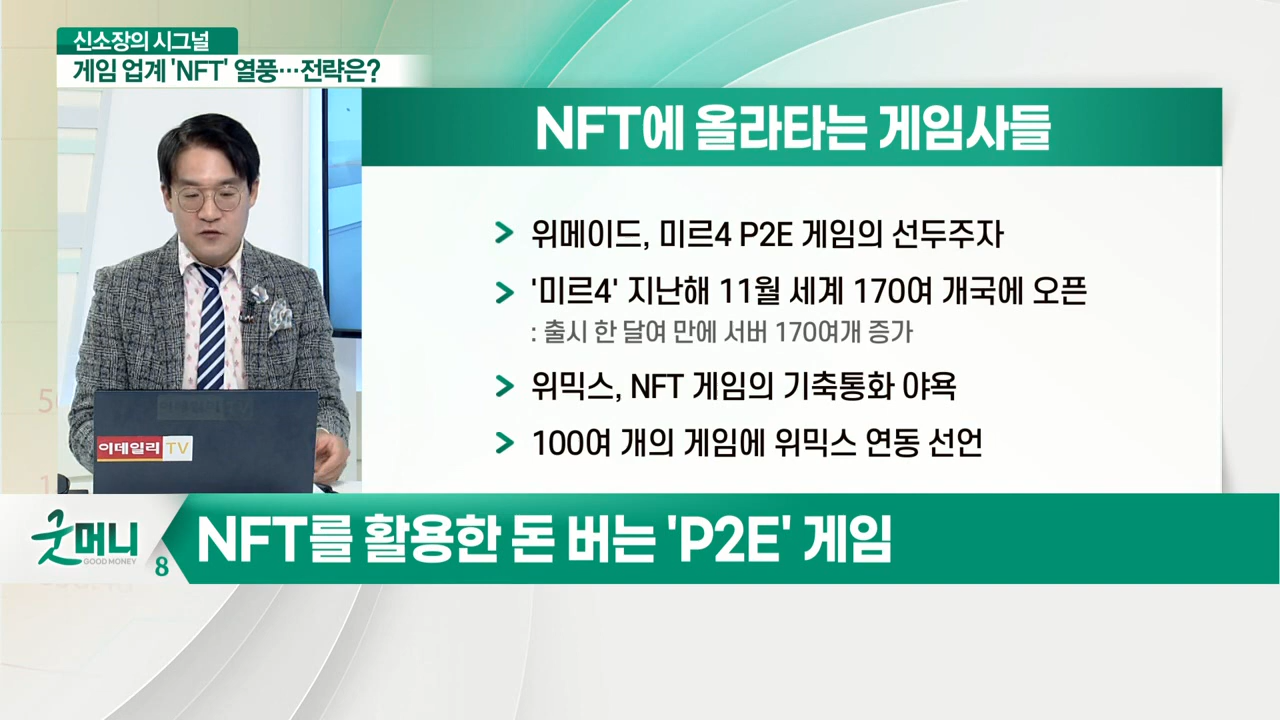 신소장의 시그널
게임 업계 'NFT' 열풍…전략은?
NFT에 올라타는 게임사들
> 위메이드, 미르4 P2E 게임의 선두주자
> '미르4' 지난해 11월 세계 170여 개국에 오픈
: 출시 한 달여 만에 서버 170여개 증가
> 위믹스, NFT 게임의 기축통화 야욕
> 100여 개의 게임에 위믹스 연동 선언
이데일리 TV
굿머니
GOOD MONEY
8
NFT를 활용한 돈 버는 'P2E' 게임